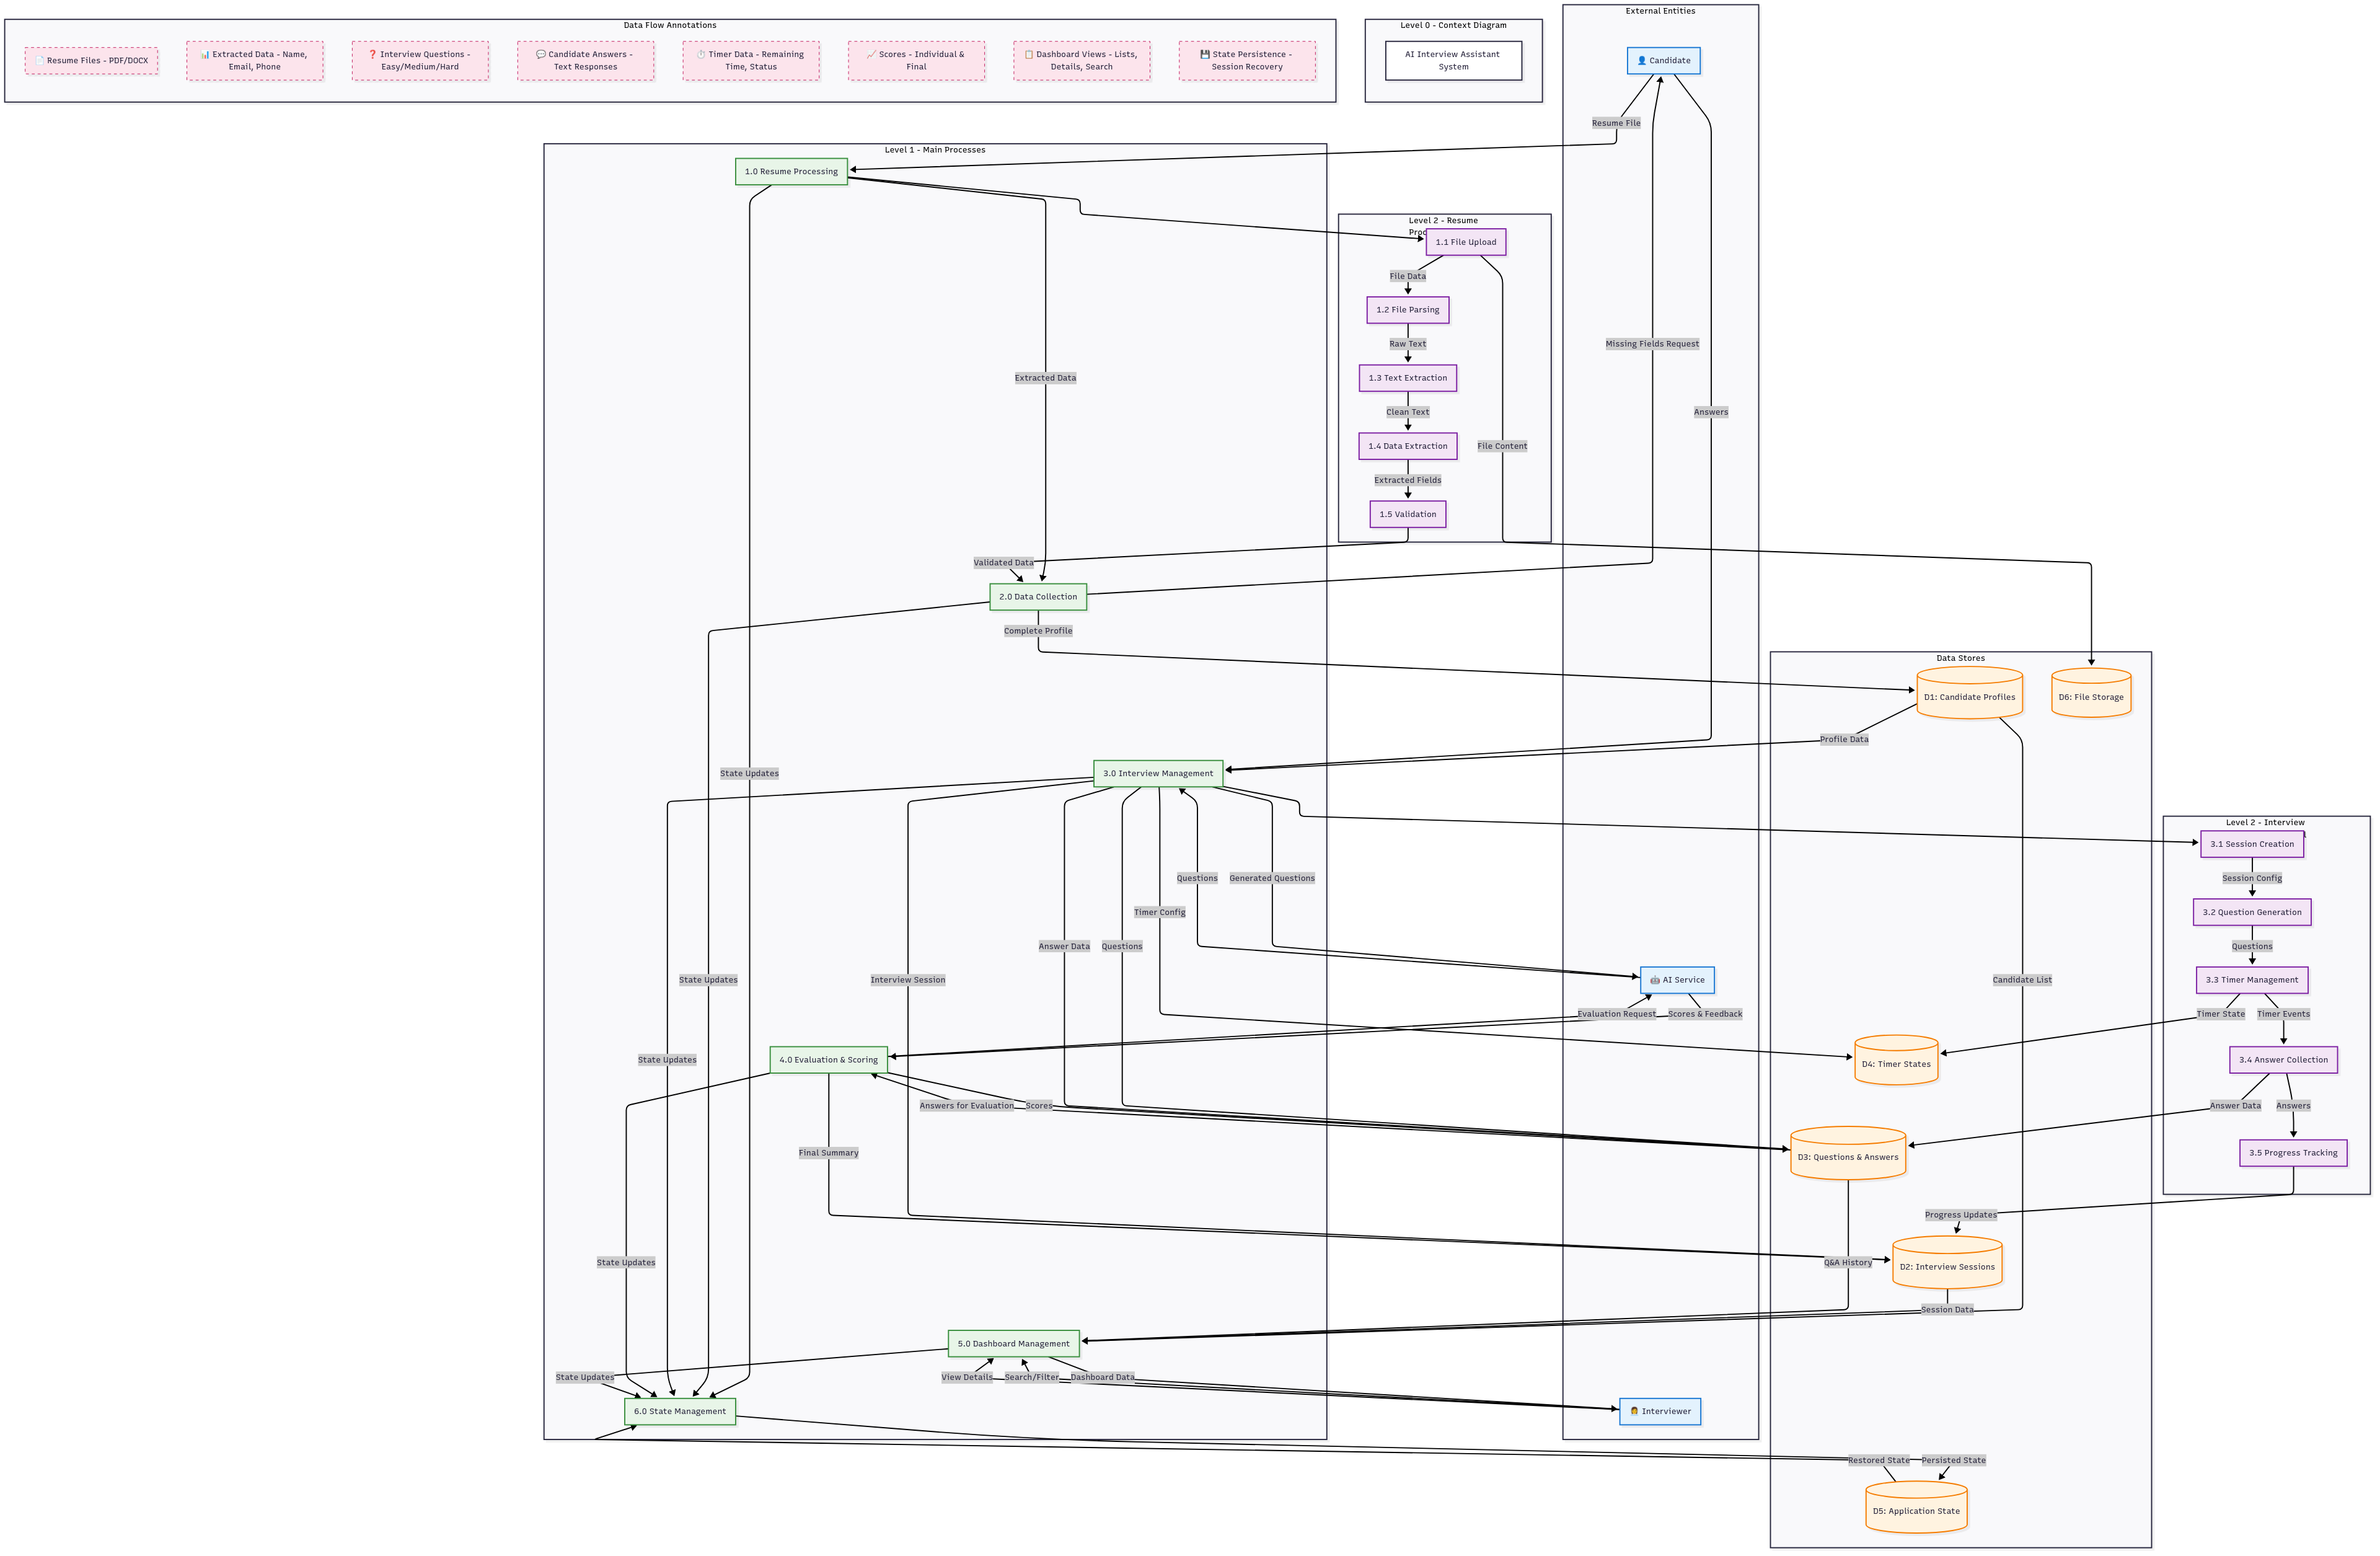 Data Flow Annotations
📄 Resume Files - PDF/DOCX
📊 Extracted Data - Name,
Email, Phone
❓ Interview Questions -
Easy/Medium/Hard
💬 Candidate Answers -
Text Responses
⏱️ Timer Data - Remaining
Time, Status
📈 Scores - Individual &
Final
📋 Dashboard Views - Lists,
Details, Search
💾 State Persistence -
Session Recovery
Level 0 - Context Diagram
AI Interview Assistant
System
External Entities
👤 Candidate
Resume File
Level 1 - Main Processes
1.0 Resume Processing
Level 2 - Resume
1.1 File Upload
File Data
1.2 File Parsing
Raw Text
Missing Fields Request
1.3 Text Extraction
Extracted Data
Clean Text
Answers
1.4 Data Extraction
File Content
Extracted Fields
1.5 Validation
Validated Data
2.0 Data Collection
Complete Profile
Data Stores
D1: Candidate Profiles
D6: File Storage
Profile Data
3.0 Interview Management
State Updates
Level 2 - Interview
3.1 Session Creation
Questions
Generated Questions
Session Config
Timer Config
3.2 Question Generation
Answer Data
Questions
Questions
State Updates
Interview Session
🤖 AI Service
Candidate List
3.3 Timer Management
Evaluation Request
Scores & Feedback
Timer State
Timer Events
State Updates
4.0 Evaluation & Scoring
D4: Timer States
3.4 Answer Collection
Answers for Evaluation
Scores
Answer Data
Answers
Final Summary
D3: Questions & Answers
3.5 Progress Tracking
Progress Updates
State Updates
Q&A History
D2: Interview Sessions
Session Data
5.0 Dashboard Management
State Updates
View Details
Search/Filter
Dashboard Data
6.0 State Management
👩‍💼 Interviewer
Restored State
Persisted State
D5: Application State